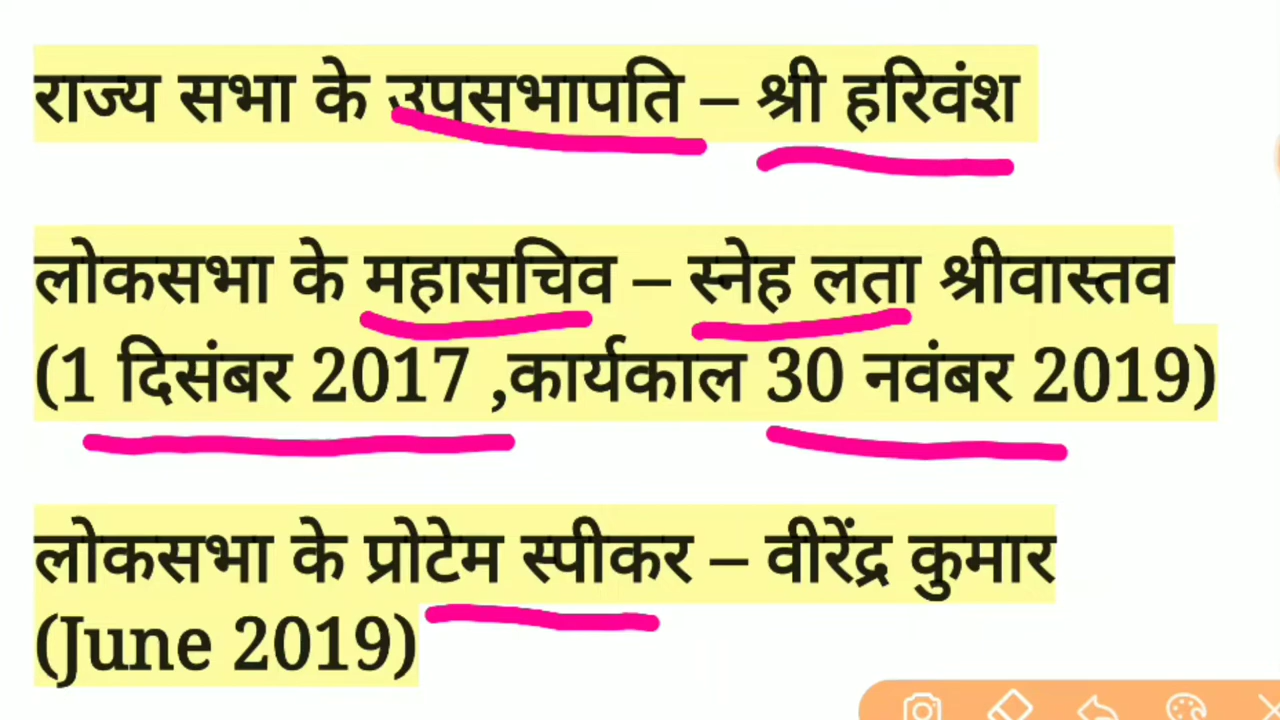 राज्य सभा के उपसभापति – श्री हरिवंश
लोकसभा के महासचिव – स्नेह लता श्रीवास्तव
(1 दिसंबर 2017 ,कार्यकाल 30 नवंबर 2019)
लोकसभा के प्रोटेम स्पीकर – वीरेंद्र कुमार
(June 2019)